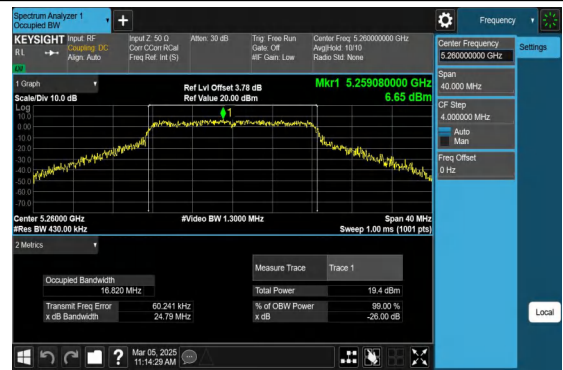 Spectrum Analyzer 1
Occupied BW
+
Frequency
KEYSIGHT
RL
Input: RF
Coupling: DC
Align: Auto
Input Z: 50 Ω
Corr CCorr RCal
Freq Ref: Int (S)
Atten: 30 dB
Trig: Free Run
Gate: Off
#IF Gain: Low
Center Freq: 5.260000000 GHz
Avg|Hold: 10/10
Radio Std: None
Center Frequency
5.260000000 GHz
Settings
Span
40.000 MHz
CF Step
4.000000 MHz
Auto
Man
Freq Offset
0 Hz
1 Graph
Scale/Div 10.0 dB
Ref Lvl Offset 3.78 dB
Ref Value 20.00 dBm
Mkr1 5.259080000 GHz
6.65 dBm
Log
10.0
0.00
-10.0
-20.0
-30.0
-40.0
-50.0
-60.0
-70.0
1
Center 5.26000 GHz
#Res BW 430.00 kHz
#Video BW 1.3000 MHz
Span 40 MHz
Sweep 1.00 ms (1001 pts)
2 Metrics
Measure Trace
Trace 1
Occupied Bandwidth
16.820 MHz
Total Power
19.4 dBm
Transmit Freq Error
60.241 kHz
% of OBW Power
99.00 %
x dB Bandwidth
24.79 MHz
x dB
-26.00 dB
Local
?
Mar 05, 2025
11:14:29 AM